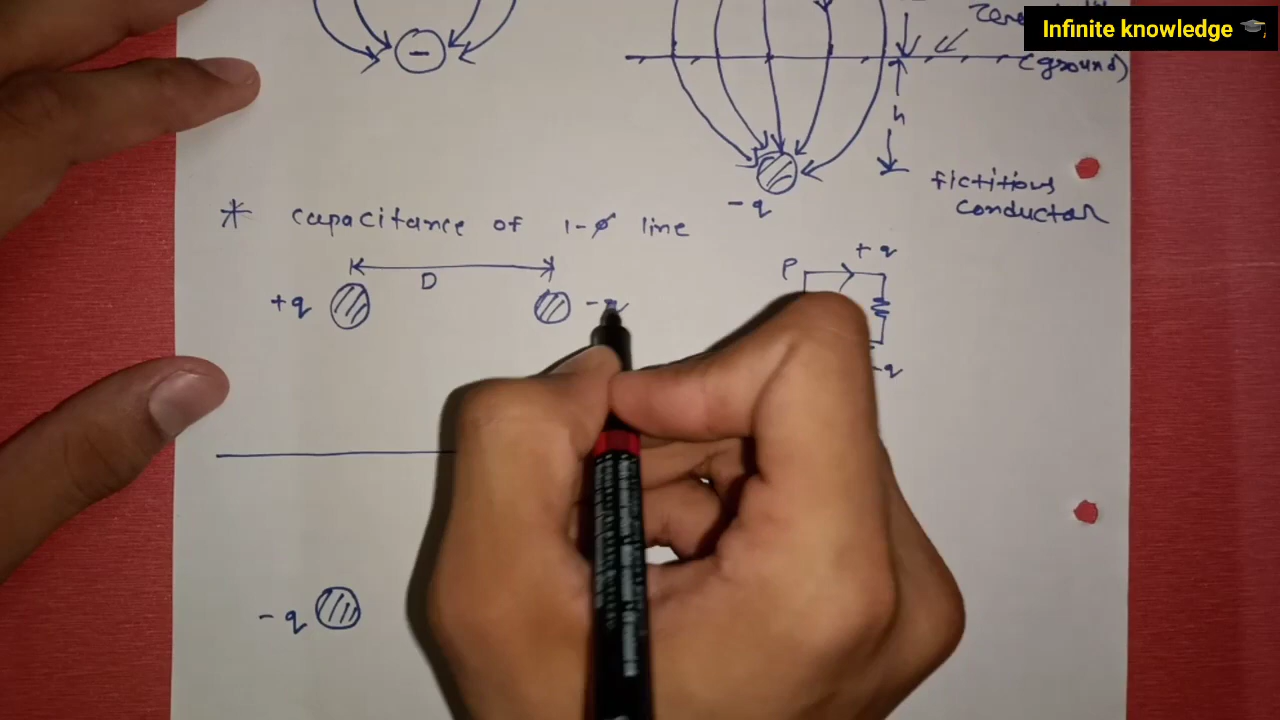 Infinite knowledge
-
(ground)
h
fictitious
conductor
-q
* capacitance of 1-ϕ line
D
+q
P
+q
-q
-q